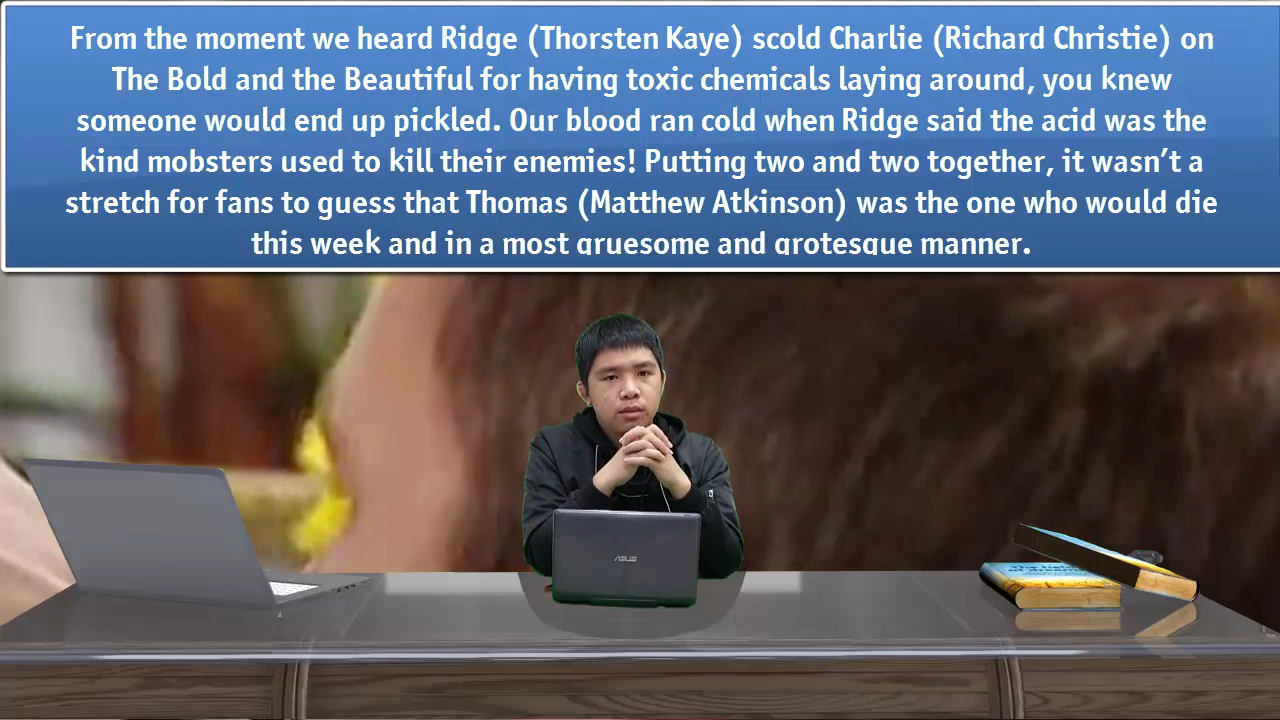 From the moment we heard Ridge (Thorsten Kaye) scold Charlie (Richard Christie) on
The Bold and the Beautiful for having toxic chemicals laying around, you knew
someone would end up pickled. Our blood ran cold when Ridge said the acid was the
kind mobsters used to kill their enemies! Putting two and two together, it wasn’t a
stretch for fans to guess that Thomas (Matthew Atkinson) was the one who would die
this week and in a most gruesome and grotesque manner.
ASUS